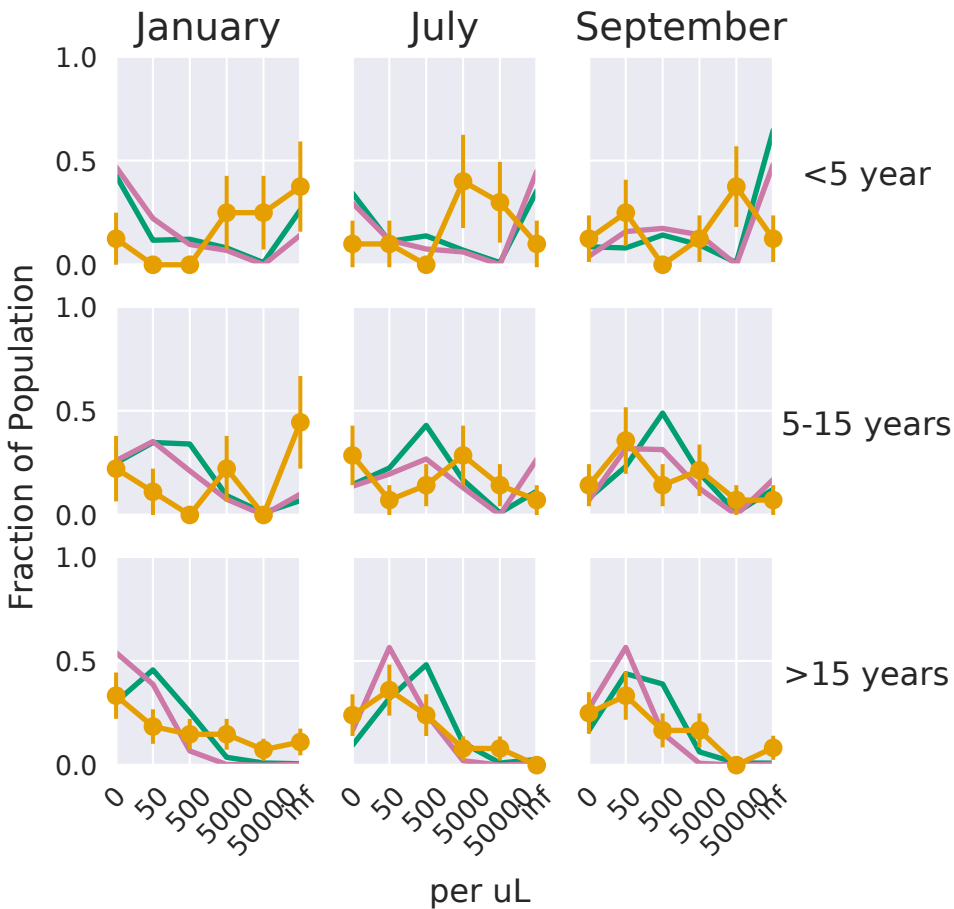 January July September
1.0
0.5
0.0
<5 year
1.0
0.5
0.0
5-15 years
1.0
0.5
0.0
>15 years
Fraction of Population
0 50 500 5000 50000 inf 0 50 500 5000 50000 inf 0 50 500 5000 50000 inf
per uL